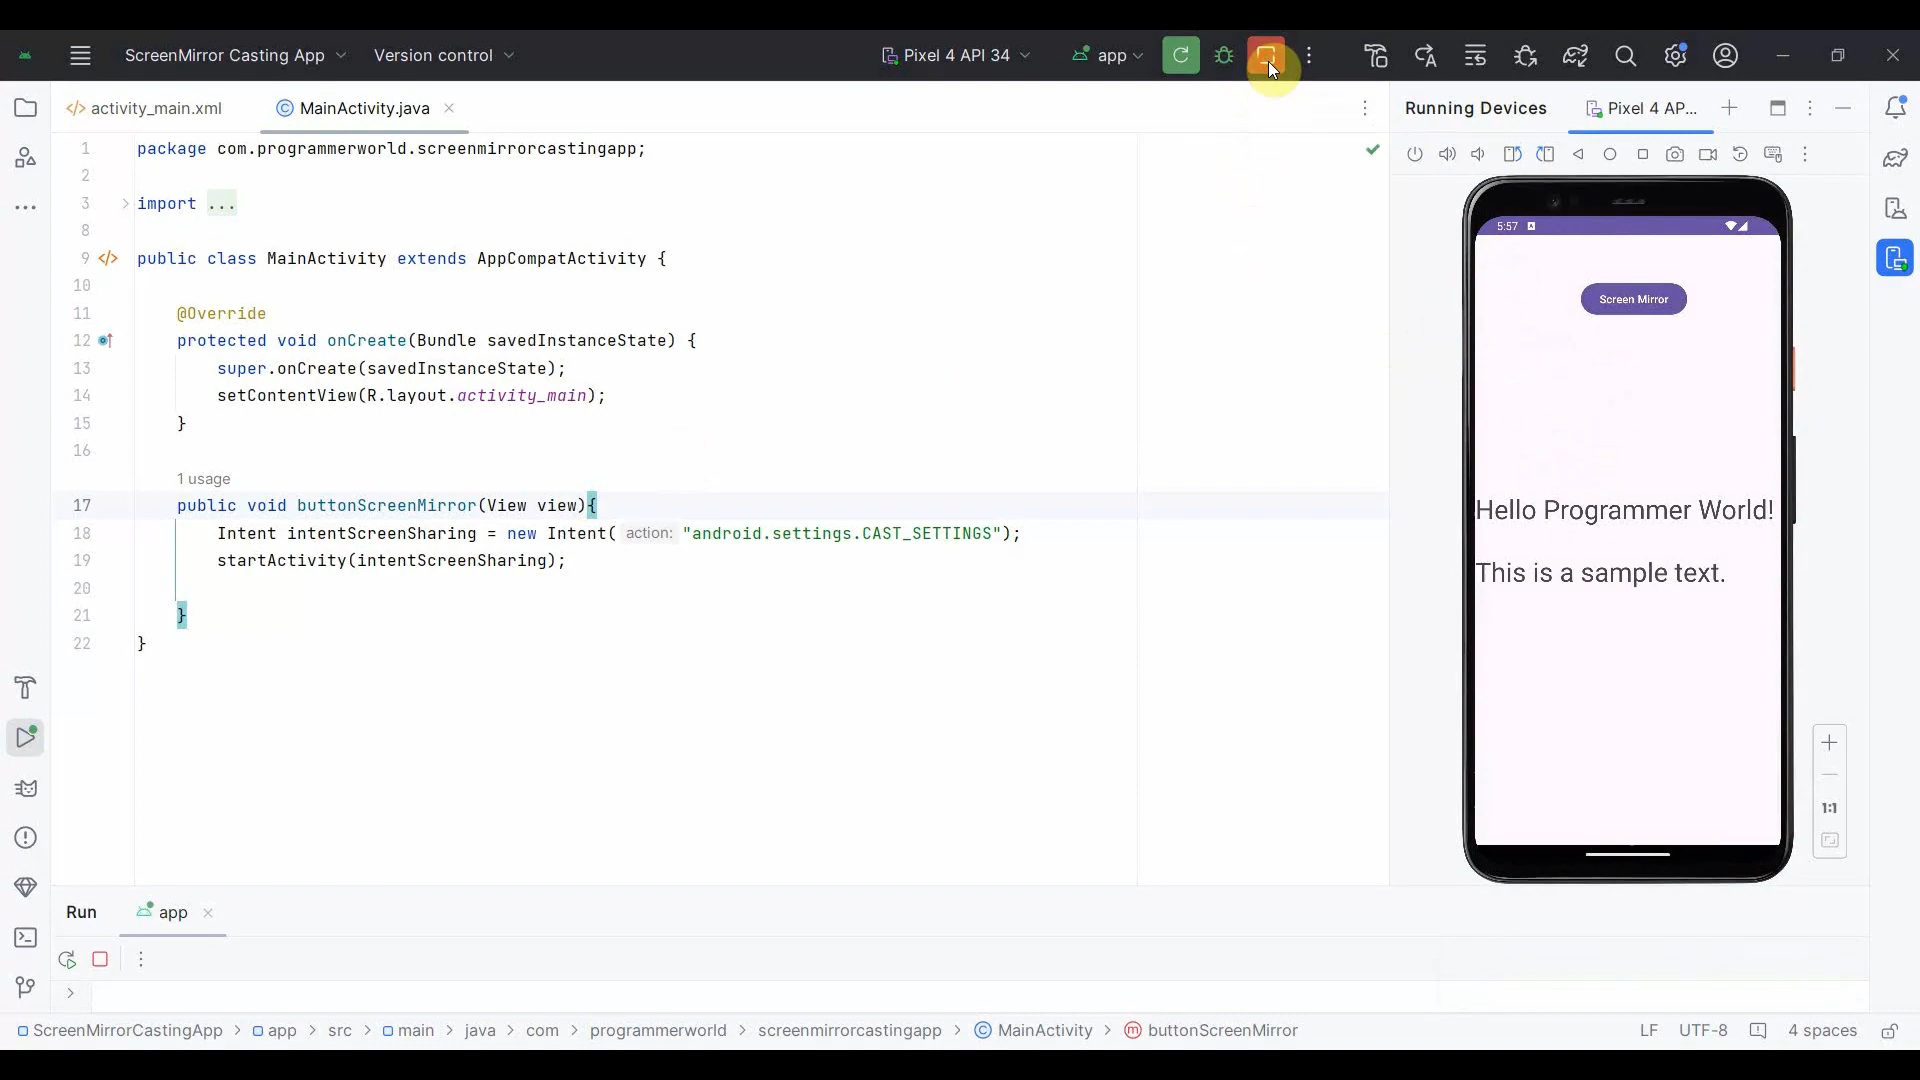 ScreenMirror Casting App
Version control
Pixel 4 API 34
app
activity_main.xml
MainActivity.java
Running Devices
Pixel 4 AP...
1 package com.programmerworld.screenmirrorcastingapp;
2
3 import ...
8
9 public class MainActivity extends AppCompatActivity {
10
11 @Override
12 protected void onCreate(Bundle savedInstanceState) {
13 super.onCreate(savedInstanceState);
14 setContentView(R.layout.activity_main);
15 }
16
1 usage
17 public void buttonScreenMirror(View view){
18 Intent intentScreenSharing = new Intent( action: "android.settings.CAST_SETTINGS");
19 startActivity(intentScreenSharing);
20
21 }
22 }
5:57
Screen Mirror
Hello Programmer World!
This is a sample text.
1:1
Run
app
ScreenMirrorCastingApp > app > src > main > java > com > programmerworld > screenmirrorcastingapp > MainActivity > buttonScreenMirror
LF UTF-8 4 spaces